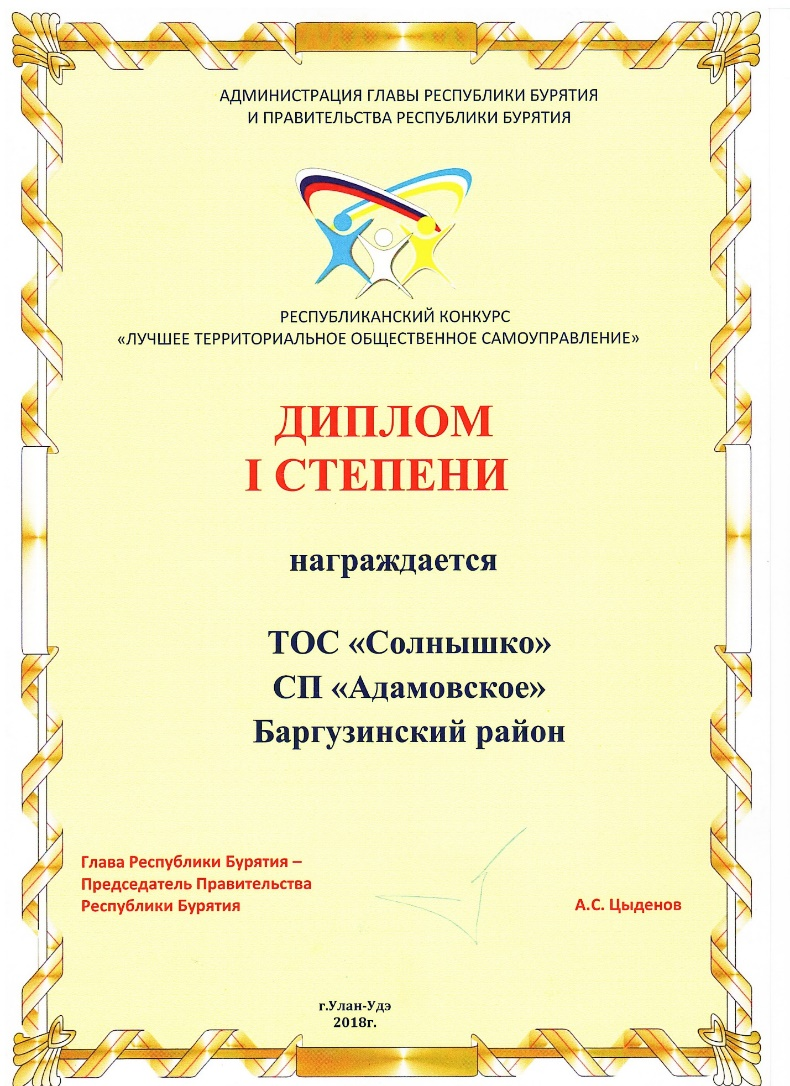 АДМИНИСТРАЦИЯ ГЛАВЫ РЕСПУБЛИКИ БУРЯТИЯ
И ПРАВИТЕЛЬСТВА РЕСПУБЛИКИ БУРЯТИЯ
РЕСПУБЛИКАНСКИЙ КОНКУРС
«ЛУЧШЕЕ ТЕРРИТОРИАЛЬНОЕ ОБЩЕСТВЕННОЕ САМОУПРАВЛЕНИЕ»
ДИПЛОМ
I СТЕПЕНИ
награждается
ТОС «Солнышко»
СП «Адамовское»
Баргузинский район
Глава Республики Бурятия –
Председатель Правительства
Республики Бурятия
А.С. Цыденов
г.Улан-Удэ
2018г.